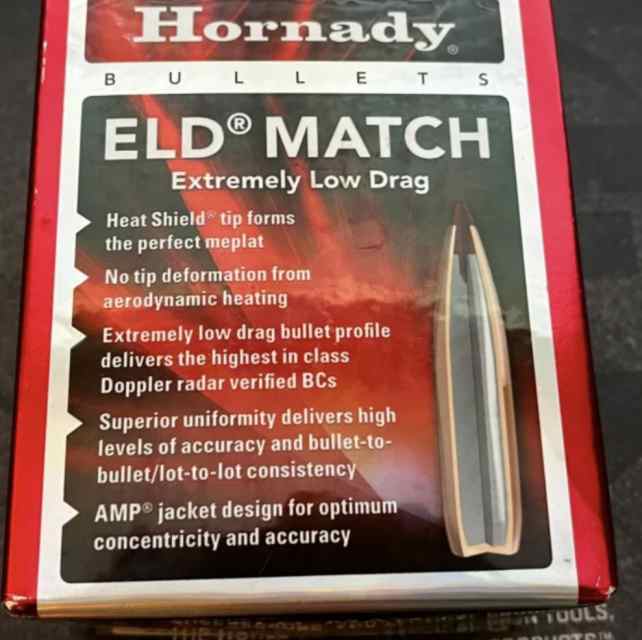 Hornady®
BULLETS
ELD® MATCH
Extremely Low Drag
Heat Shield® tip forms
the perfect meplat
No tip deformation from
aerodynamic heating
Extremely low drag bullet profile
delivers the highest in class
Doppler radar verified BCs
Superior uniformity delivers high
levels of accuracy and bullet-to-
bullet/lot-to-lot consistency
AMP® jacket design for optimum
concentricity and accuracy
TOOLS,